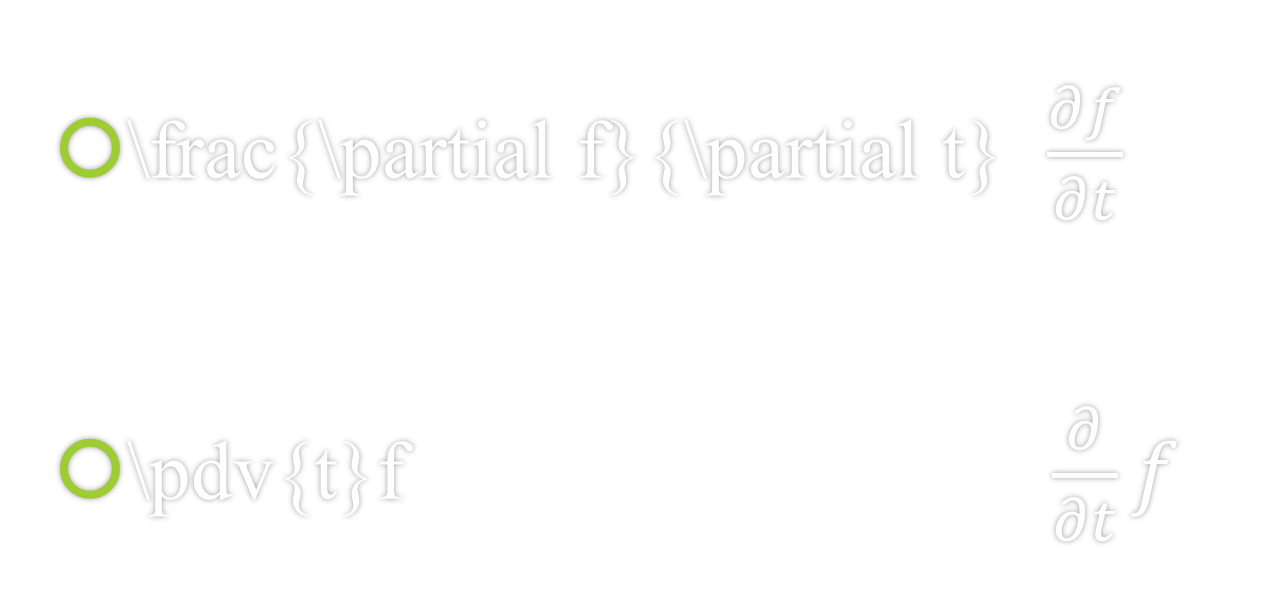 \frac{\partial f}{\partial t} ∂f/∂t
\pdv{t}f ∂/∂t f